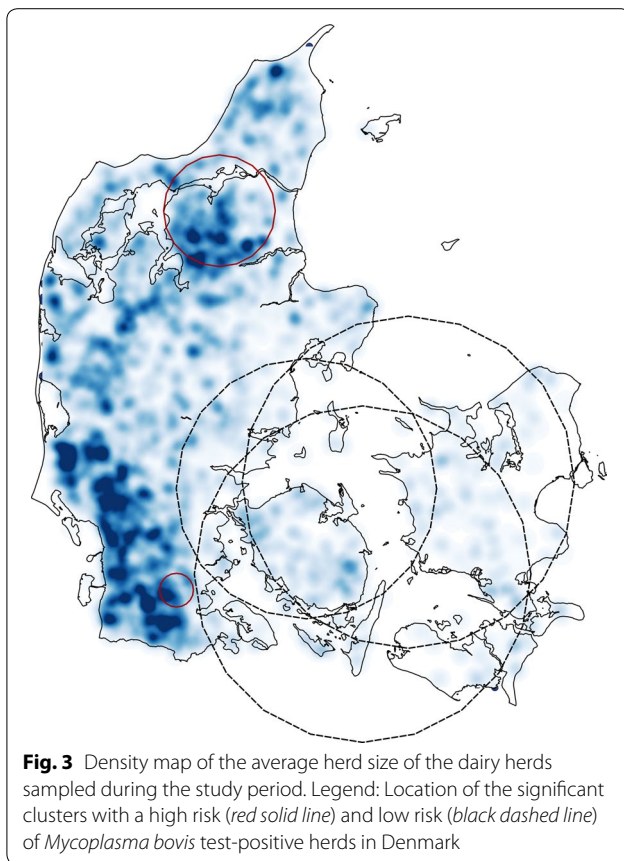 Fig. 3 Density map of the average herd size of the dairy herds
sampled during the study period. Legend: Location of the significant
clusters with a high risk (red solid line) and low risk (black dashed line)
of Mycoplasma bovis test-positive herds in Denmark